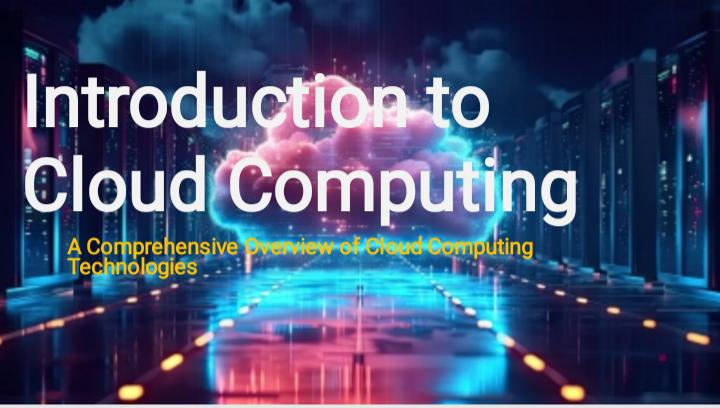 Introduction to
Cloud Computing
A Comprehensive Overview of Cloud Computing
Technologies